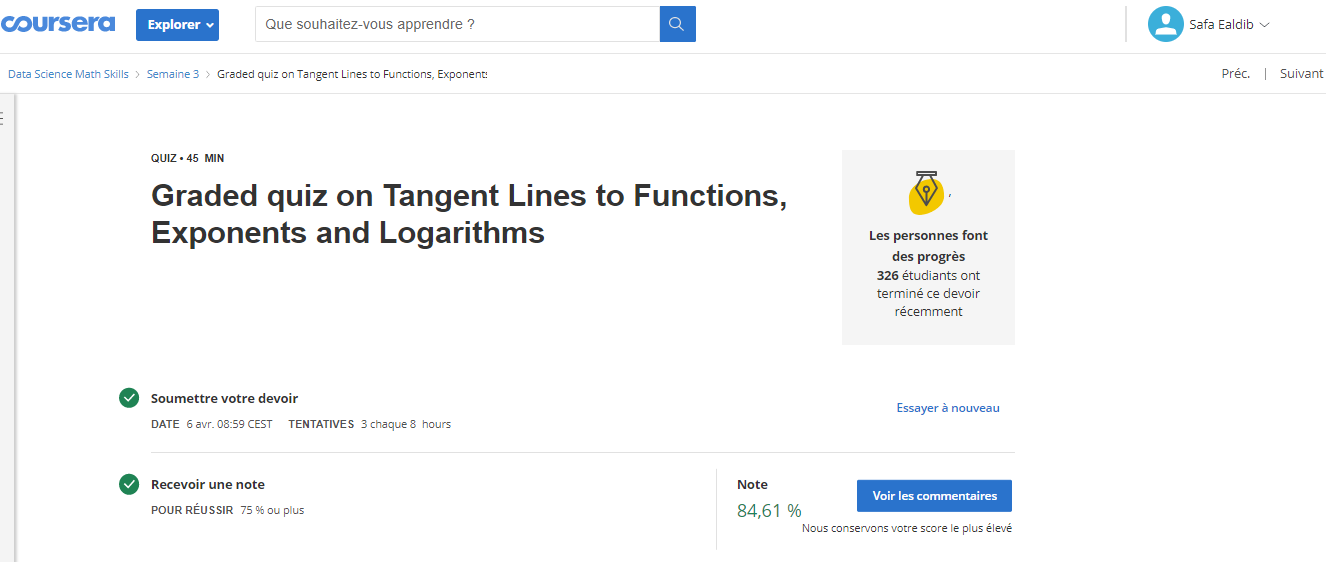 coursera
Explorer
Que souhaitez-vous apprendre ?
Safa Ealdib
Data Science Math Skills > Semaine 3 > Graded quiz on Tangent Lines to Functions, Exponents
Préc. | Suivant
QUIZ • 45 MIN
Graded quiz on Tangent Lines to Functions,
Exponents and Logarithms
Les personnes font
des progrès
326 étudiants ont
terminé ce devoir
récemment
Soumettre votre devoir
DATE 6 avr. 08:59 CEST TENTATIVES 3 chaque 8 hours
Essayer à nouveau
Recevoir une note
POUR RÉUSSIR 75 % ou plus
Note
84,61 %
Voir les commentaires
Nous conservons votre score le plus élevé